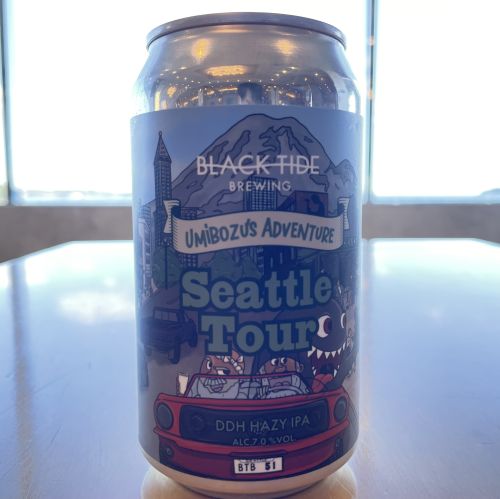 BLACK TIDE
BREWING
UMIBOZU'S ADVENTURE
Seattle
Tour
DDH HAZY IPA
ALC.7.0 %VOL.
BTB 51